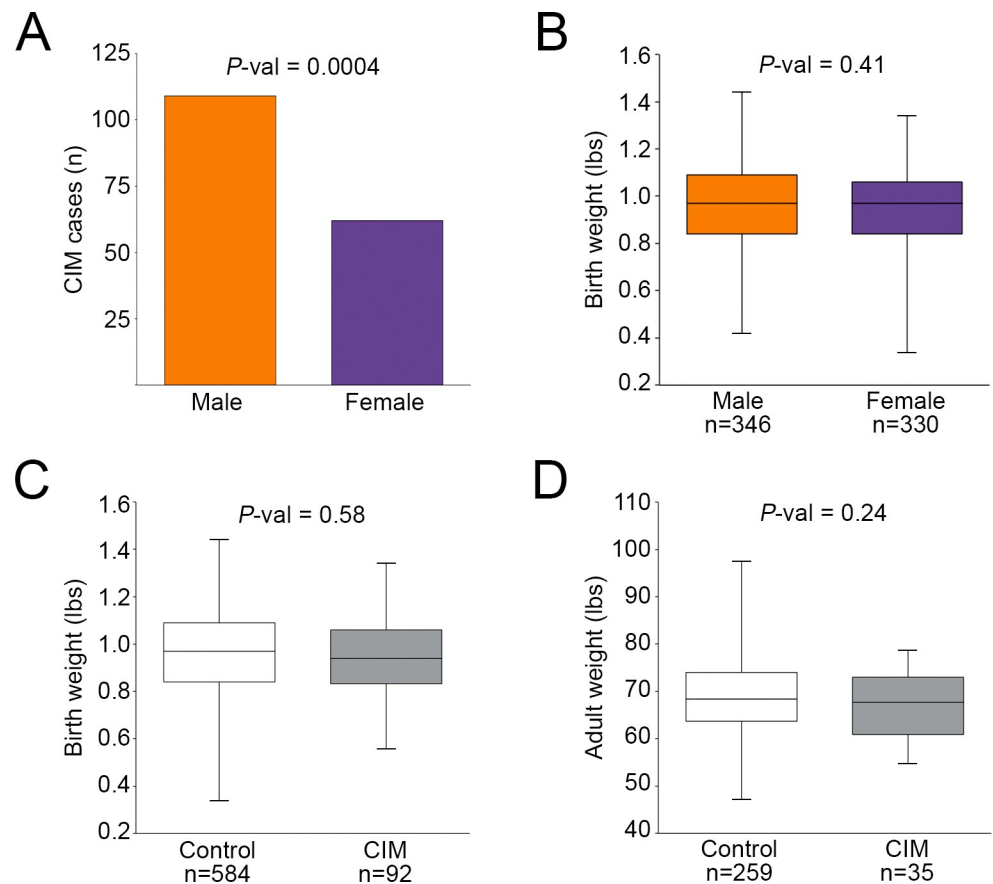 A
P-val = 0.0004
CIM cases (n)
125
100
75
50
25
Male
Female
B
P-val = 0.41
Birth weight (lbs)
1.6
1.4
1.2
1.0
0.8
0.6
0.4
0.2
Male
n=346
Female
n=330
C
P-val = 0.58
Birth weight (lbs)
1.6
1.4
1.2
1.0
0.8
0.6
0.4
0.2
Control
n=584
CIM
n=92
D
P-val = 0.24
Adult weight (lbs)
110
100
90
80
70
60
50
40
Control
n=259
CIM
n=35